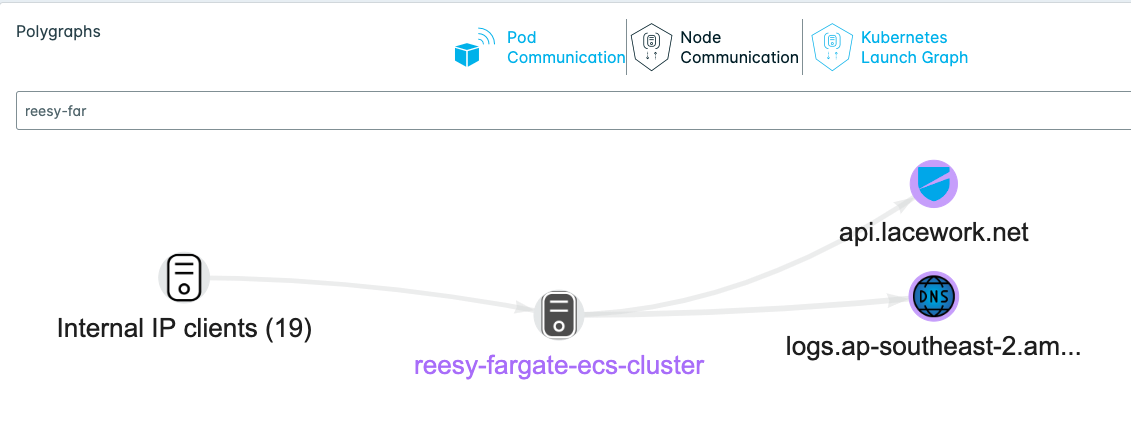 Polygraphs
Pod
Communication
Node
Communication
Kubernetes
Launch Graph
reesy-far
api.lacework.net
DNS
Internal IP clients (19)
logs.ap-southeast-2.am...
reesy-fargate-ecs-cluster